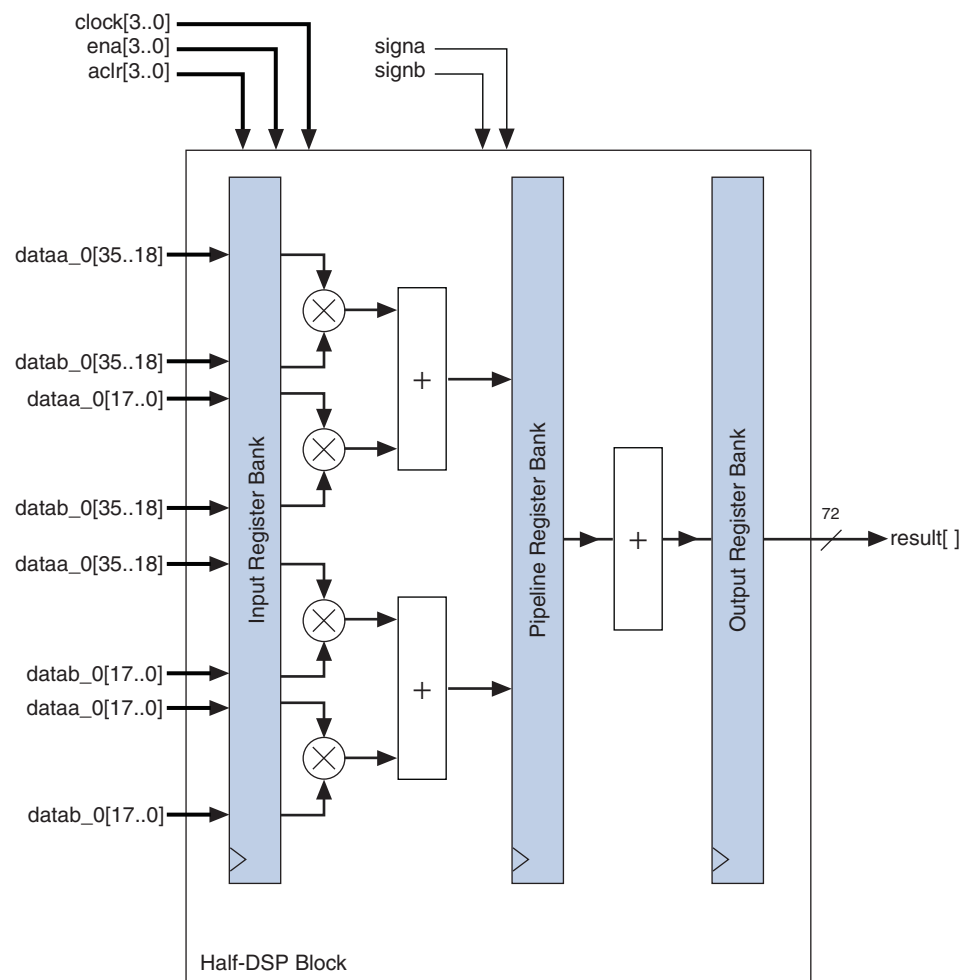 clock[3..0]
ena[3..0]
aclr[3..0]
signa
signb
dataa_0[35..18]
datab_0[35..18]
dataa_0[17..0]
datab_0[35..18]
dataa_0[35..18]
datab_0[17..0]
dataa_0[17..0]
datab_0[17..0]
Input Register Bank
+
+
Pipeline Register Bank
+
Output Register Bank
72
result[ ]
Half-DSP Block